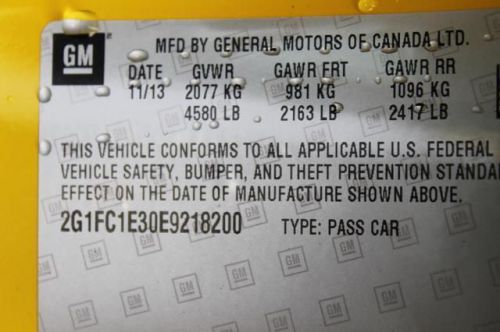 GM
MFD BY GENERAL MOTORS OF CANADA LTD.
DATE GVWR GAWR FRT GAWR RR
11/13 2077 KG 981 KG 1096 KG
4580 LB 2163 LB 2417 LB
THIS VEHICLE CONFORMS TO ALL APPLICABLE U.S. FEDERAL
VEHICLE SAFETY, BUMPER, AND THEFT PREVENTION STANDA
EFFECT ON THE DATE OF MANUFACTURE SHOWN ABOVE.
2G1FC1E30E9218200 TYPE: PASS CAR